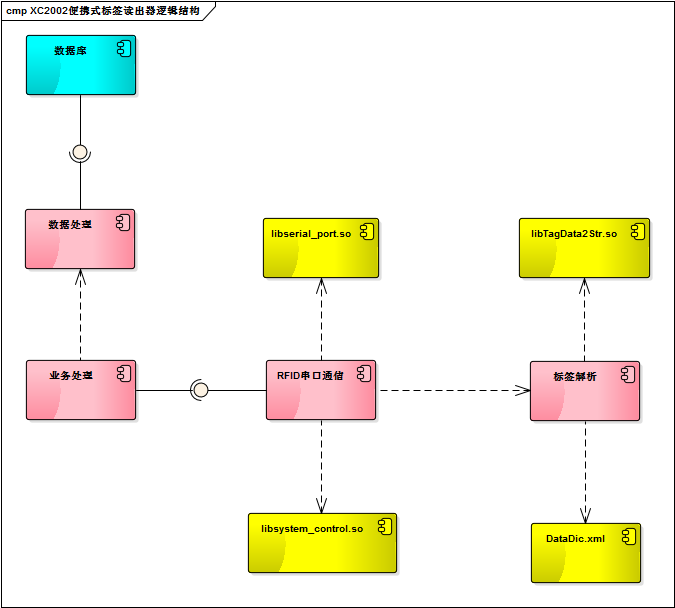 cmp XC2002便携式标签读出器逻辑结构
数据库
数据处理
libserial_port.so
libTagData2Str.so
业务处理
RFID串口通信
标签解析
libsystem_control.so
DataDic.xml